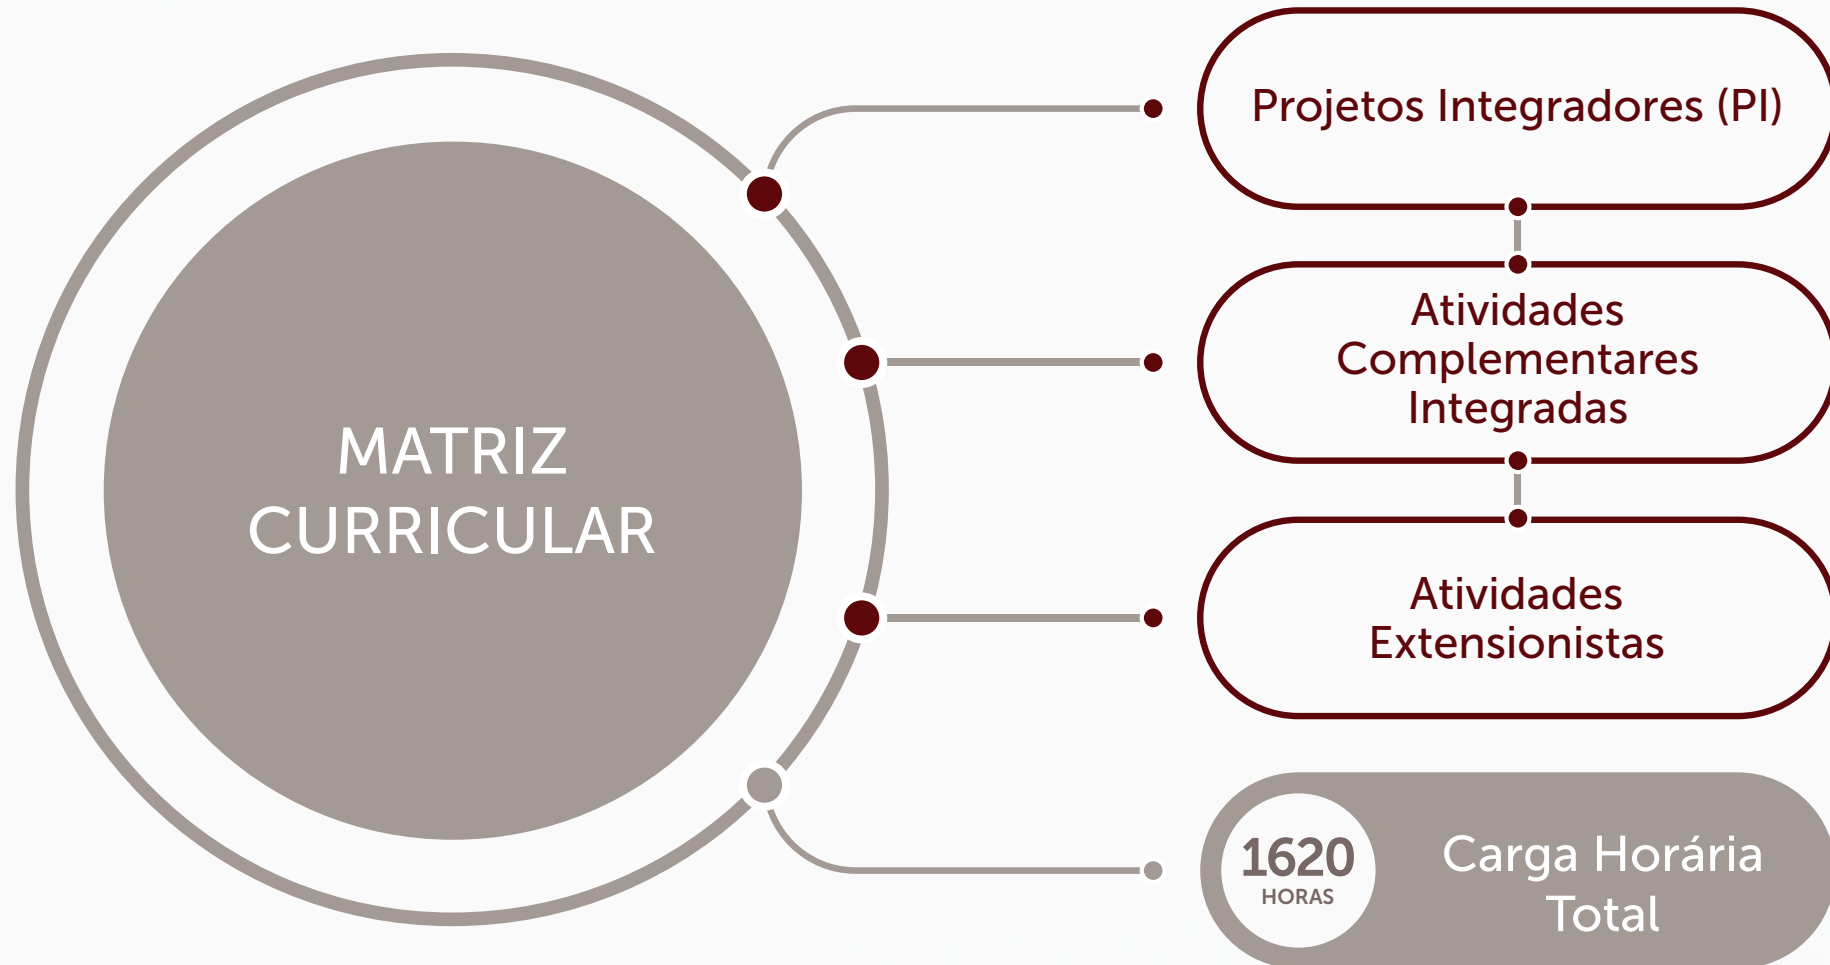 MATRIZ
CURRICULAR
Projetos Integradores (PI)
Atividades
Complementares
Integradas
Atividades
Extensionistas
1620
HORAS
Carga Horária
Total